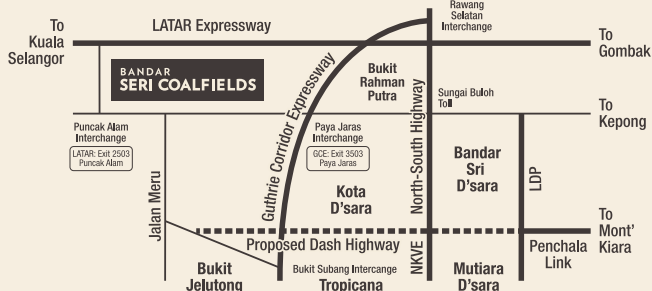 Rawang
Selatan
Interchange
To
Kuala
Selangor
LATAR Expressway
To
Gombak
BANDAR
SERI COALFIELDS
Guthrie Corridor Expressway
Bukit
Rahman
Putra
North-South Highway
Sungai Buloh
Toll
To
Kepong
Puncak Alam
Interchange
LATAR: Exit 2503
Puncak Alam
Paya Jaras
Interchange
GCE: Exit 3503
Paya Jaras
Bandar
Sri
D'sara
LDP
Jalan Meru
Kota
D'sara
To
Mont'
Kiara
Proposed Dash Highway
NKVE
Penchala
Link
Bukit
Jelutong
Bukit Subang Intercange
Tropicana
Mutiara
D'sara